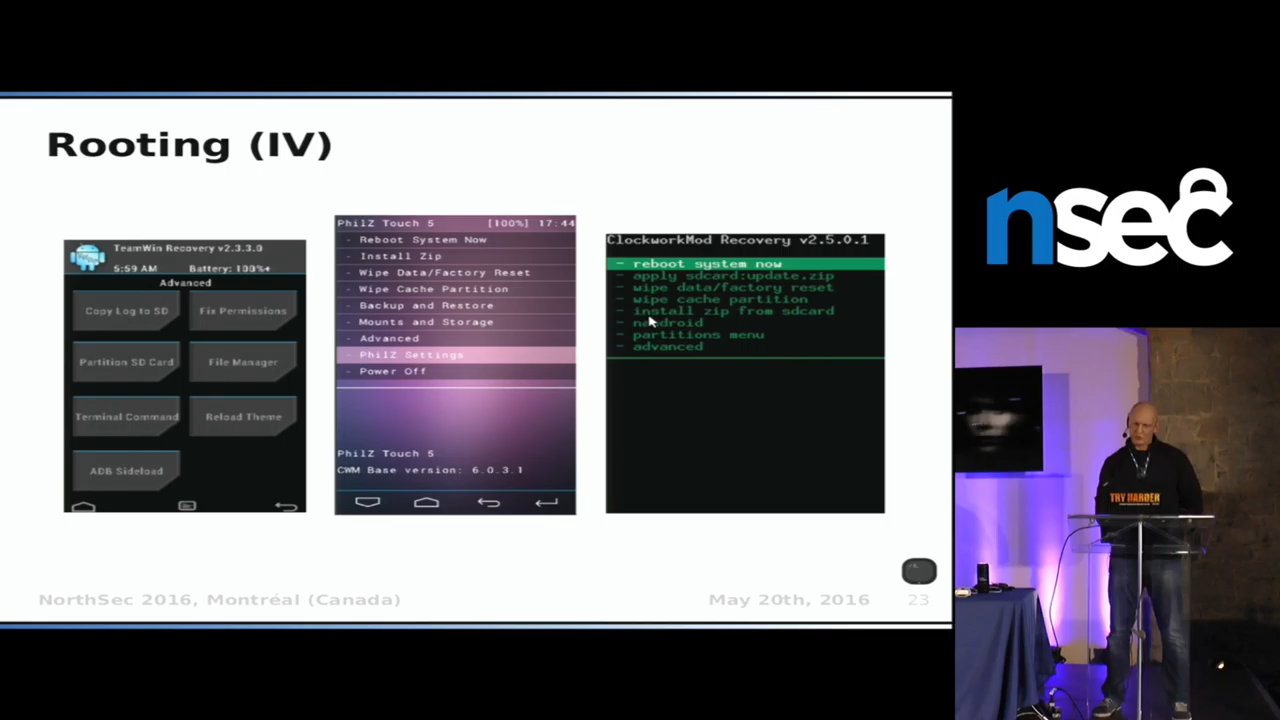 Rooting (IV)
TeamWin Recovery v2.3.3.0
5:59 AM Battery: 100%+
Advanced
Copy Log to SD
Fix Permissions
Partition SD Card
File Manager
Terminal Command
Reload Theme
ADB Sideload
PhilZ Touch 5 [100%] 17:44
- Reboot System Now
- Install Zip
- Wipe Data/Factory Reset
- Wipe Cache Partition
- Backup and Restore
- Mounts and Storage
- Advanced
- PhilZ Settings
- Power Off
PhilZ Touch 5
CWM Base version: 6.0.3.1
ClockworkMod Recovery v2.5.0.1
- reboot system now
- apply sdcard:update.zip
- wipe data/factory reset
- wipe cache partition
- install zip from sdcard
- nandroid
- partitions menu
- advanced
NorthSec 2016, Montréal (Canada)
May 20th, 2016
23
nsec
TRY HARDER